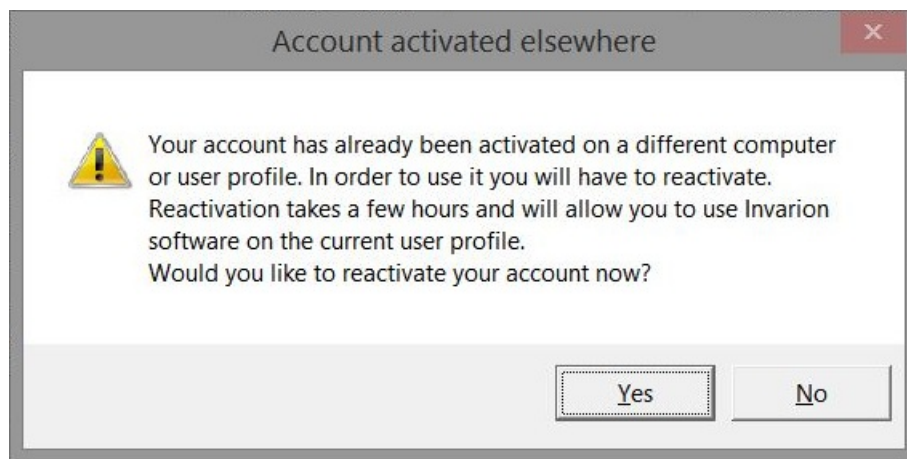 Account activated elsewhere
Your account has already been activated on a different computer
or user profile. In order to use it you will have to reactivate.
Reactivation takes a few hours and will allow you to use Invarion
software on the current user profile.
Would you like to reactivate your account now?
Yes
No